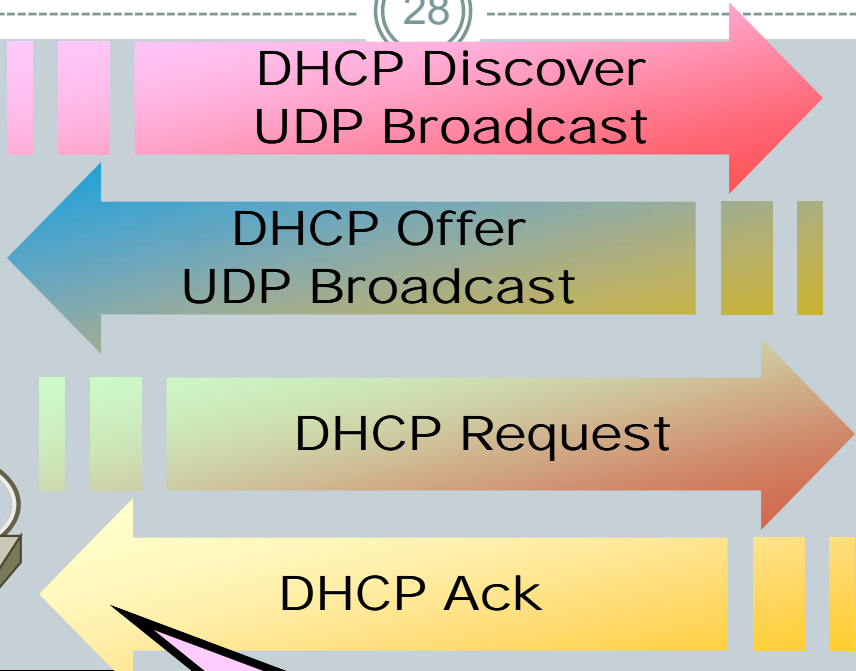 28
DHCP Discover
UDP Broadcast
DHCP Offer
UDP Broadcast
DHCP Request
DHCP Ack